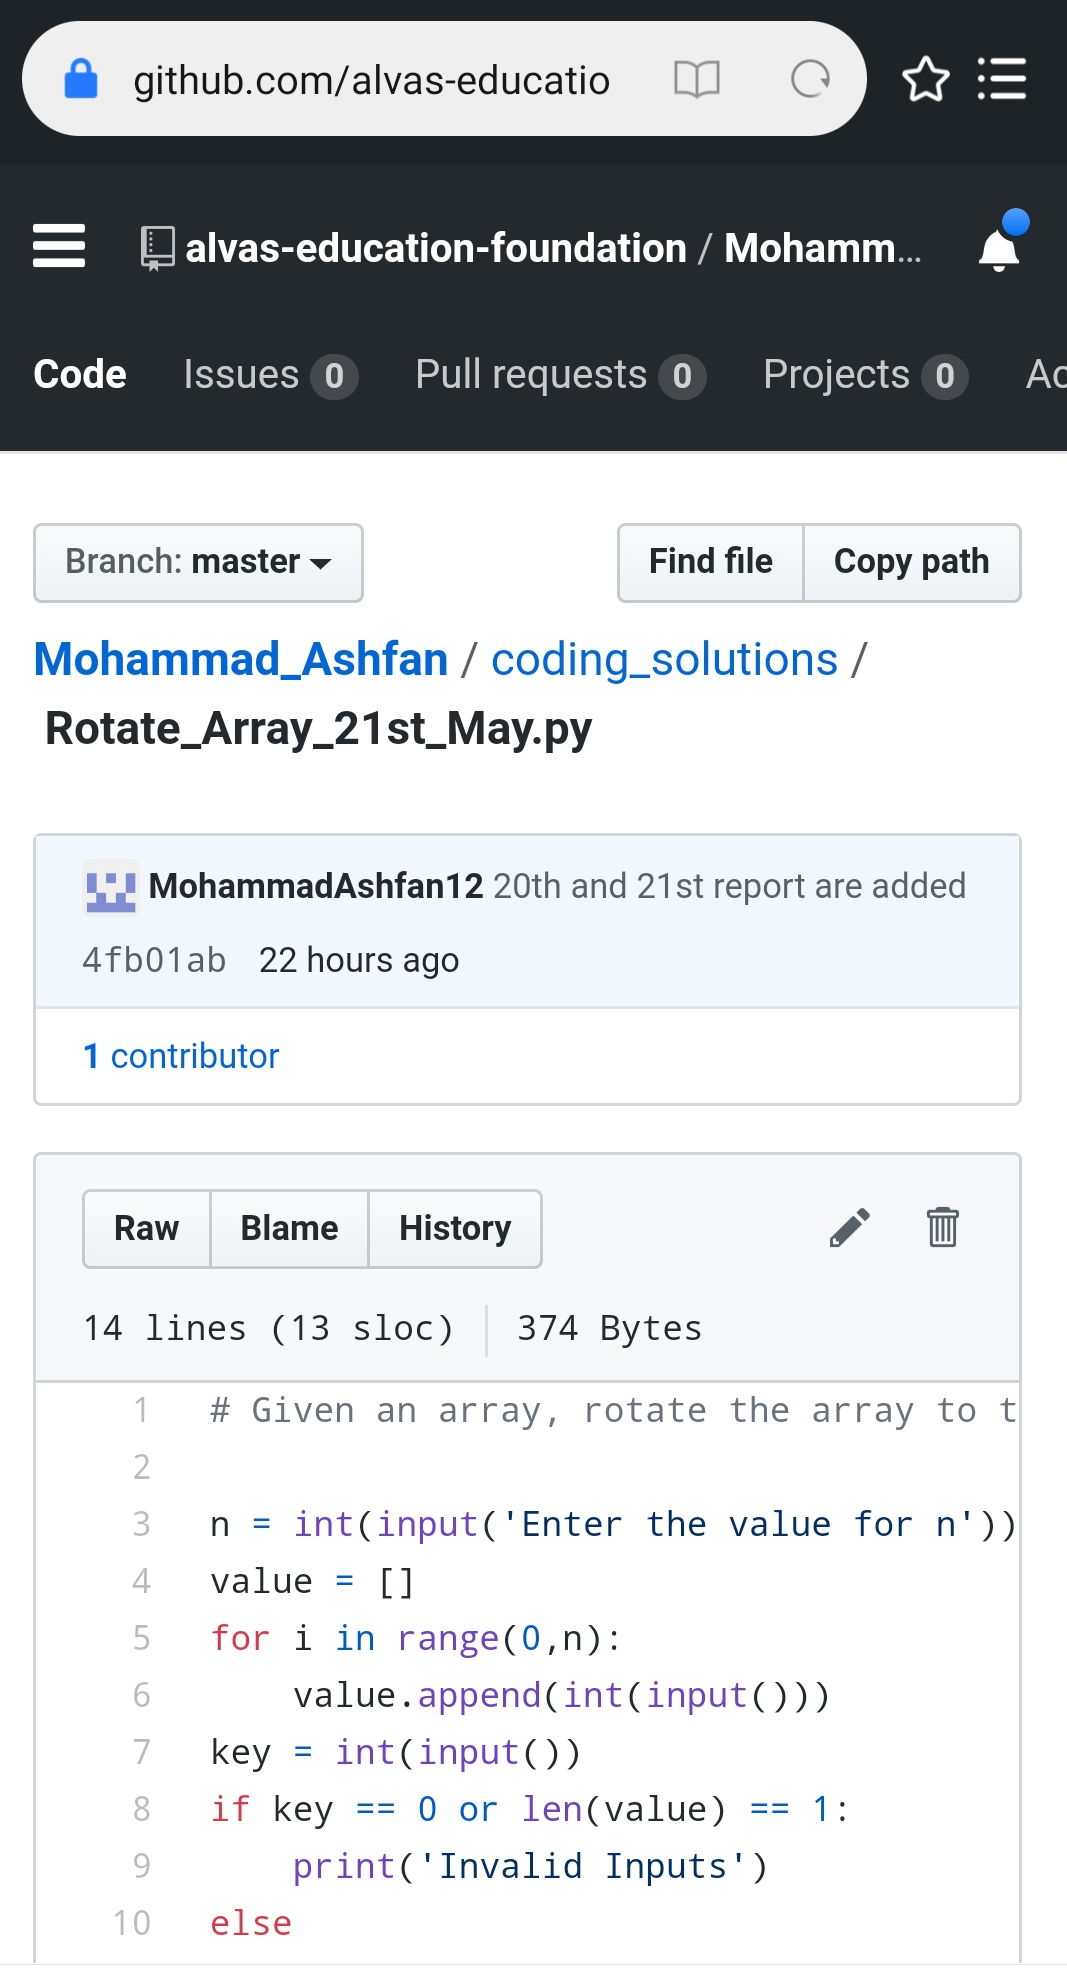 github.com/alvas-educatio
alvas-education-foundation / Mohamm...
Code Issues 0 Pull requests 0 Projects 0 Ac
Branch: master Find file Copy path
Mohammad_Ashfan / coding_solutions /
Rotate_Array_21st_May.py
MohammadAshfan12 20th and 21st report are added
4fb01ab 22 hours ago
1 contributor
Raw Blame History
14 lines (13 sloc) 374 Bytes
1 # Given an array, rotate the array to t
2
3 n = int(input('Enter the value for n'))
4 value = []
5 for i in range(0,n):
6     value.append(int(input()))
7 key = int(input())
8 if key == 0 or len(value) == 1:
9     print('Invalid Inputs')
10 else